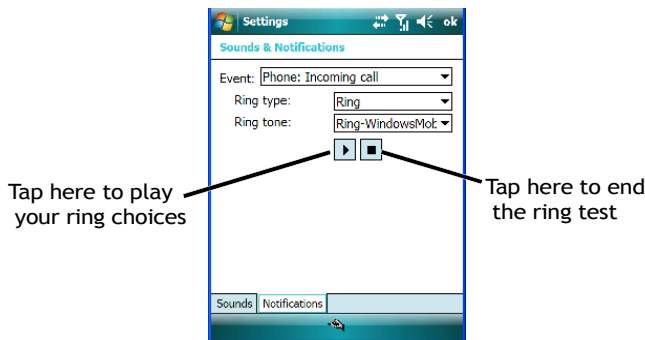 Settings ok
Sounds & Notifications
Event: Phone: Incoming call
Ring type: Ring
Ring tone: Ring-WindowsMot
Tap here to play
your ring choices
Tap here to end
the ring test
Sounds Notifications